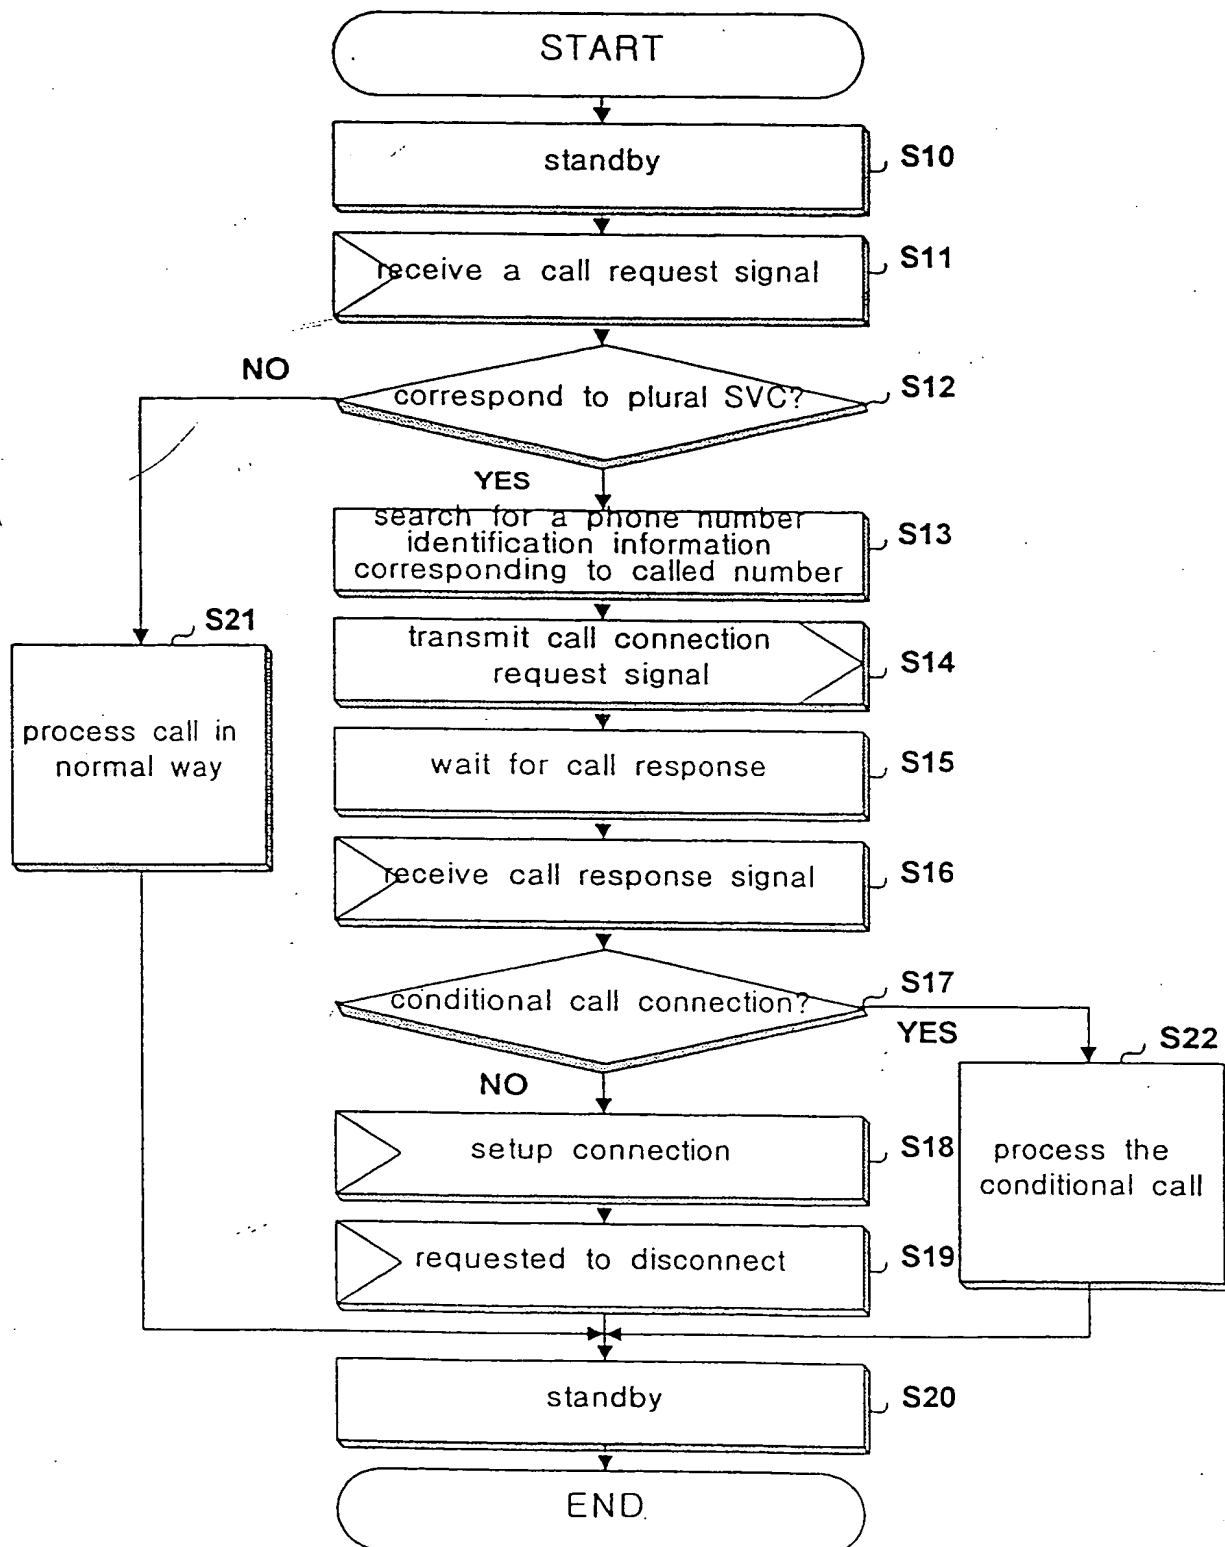 START
standby
S10
receive a call request signal
S11
NO
correspond to plural SVC?
S12
YES
search for a phone number
identification information
corresponding to called number
S13
S21
process call in
normal way
transmit call connection
request signal
S14
wait for call response
S15
receive call response signal
S16
conditional call connection?
S17
YES
S22
NO
setup connection
S18
process the
conditional call
requested to disconnect
S19
standby
S20
END